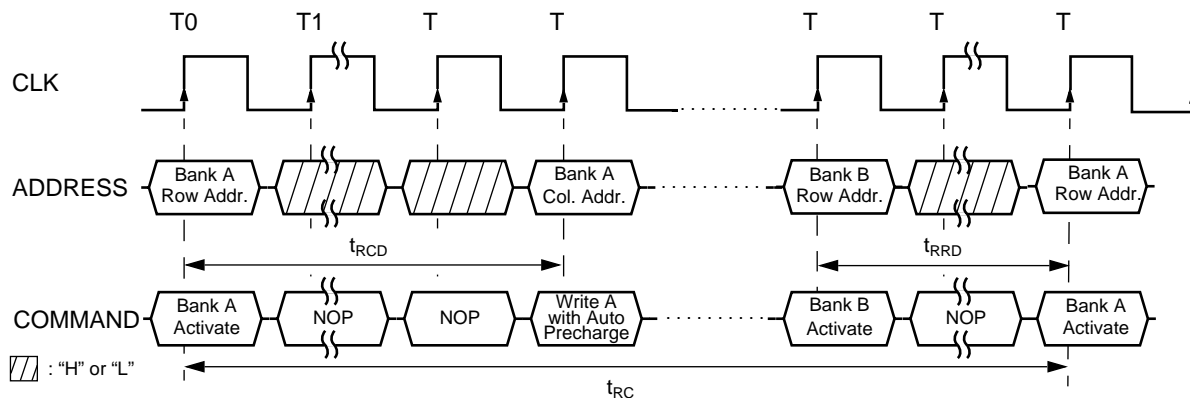 T0 T1 T T T T T
CLK
ADDRESS
Bank A
Row Addr.
Bank A
Col. Addr.
Bank B
Row Addr.
Bank A
Row Addr.
tRCD
tRRD
COMMAND
Bank A
Activate
NOP
NOP
Write A
with Auto
Precharge
Bank B
Activate
NOP
Bank A
Activate
: “H” or “L”
tRC